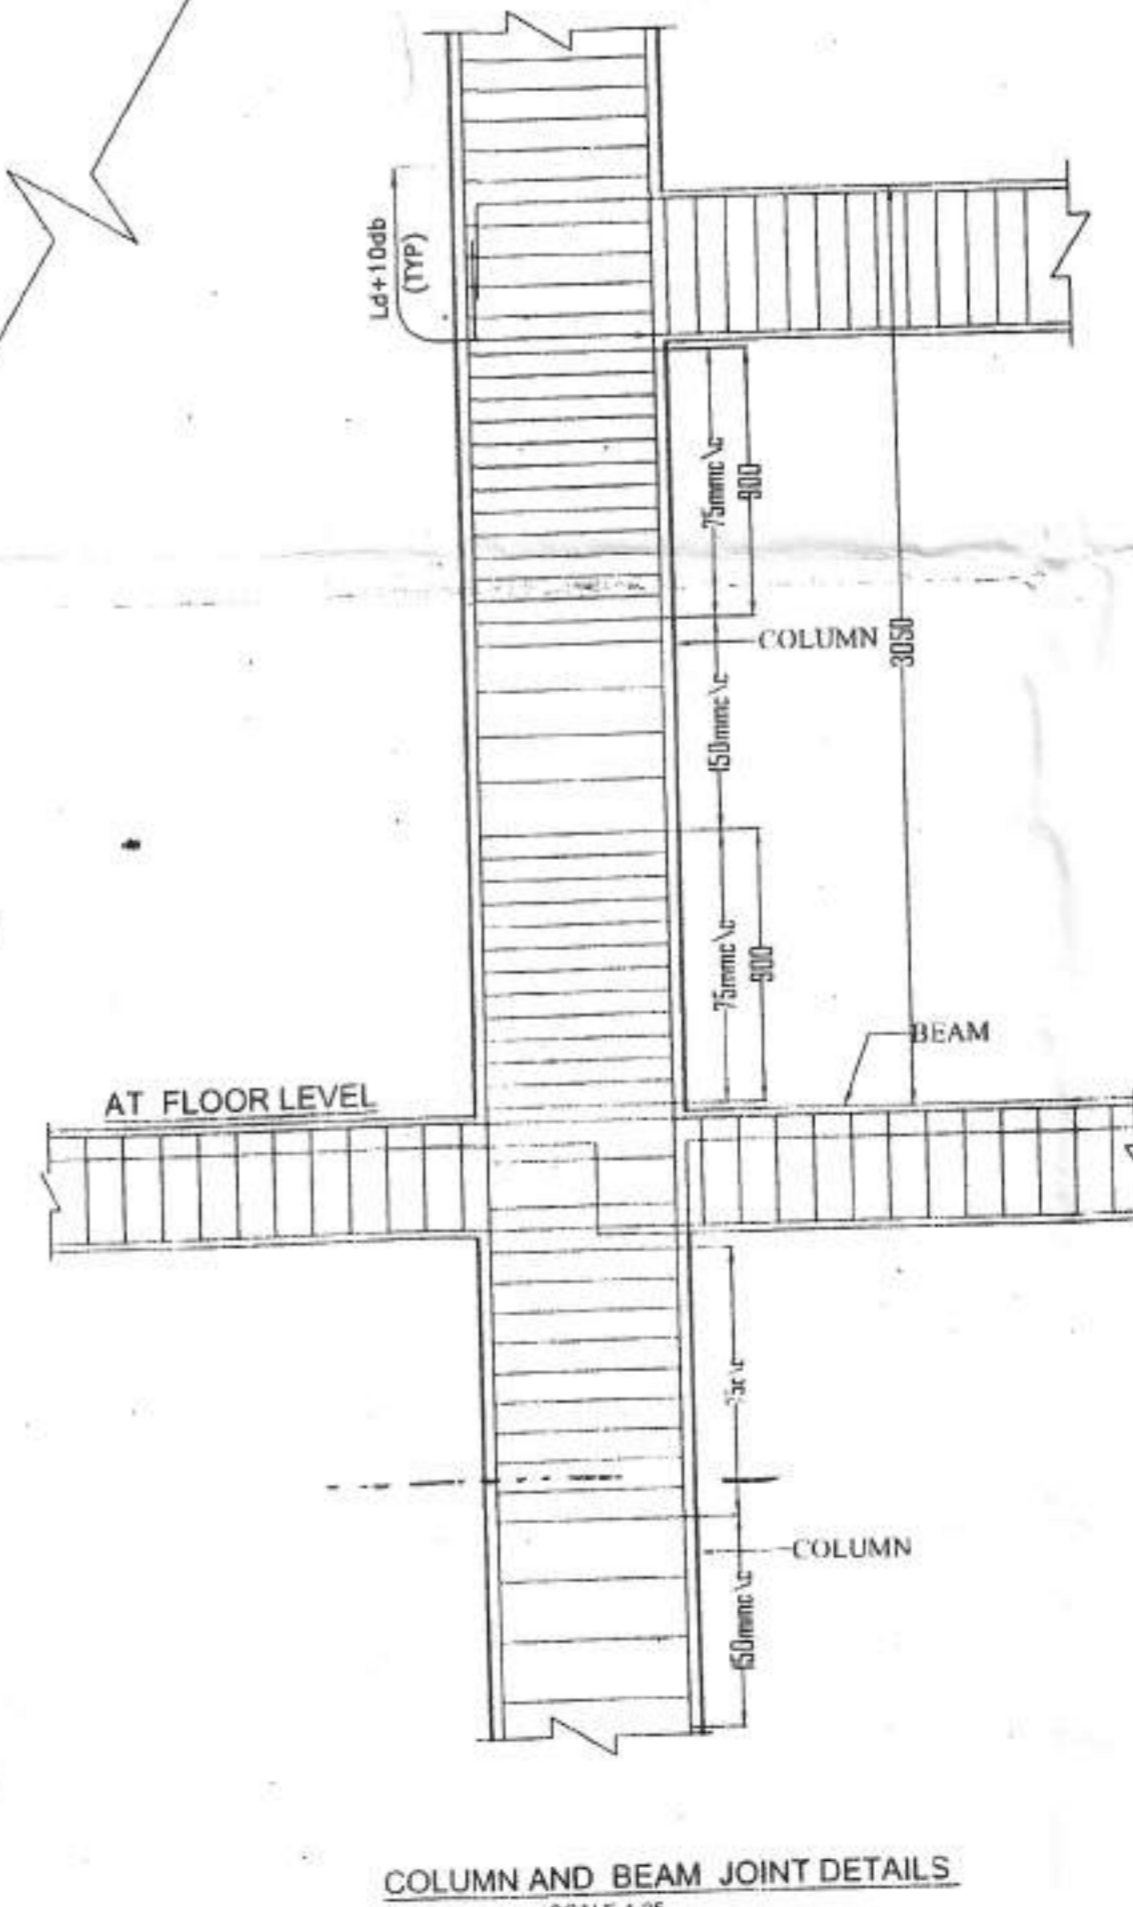 Ld+10db
(TYP)
75mmc\c
900
COLUMN
3050
150mmc\c
75mmc\c
900
BEAM
AT FLOOR LEVEL
75c\c
COLUMN
150mmc\c
COLUMN AND BEAM JOINT DETAILS